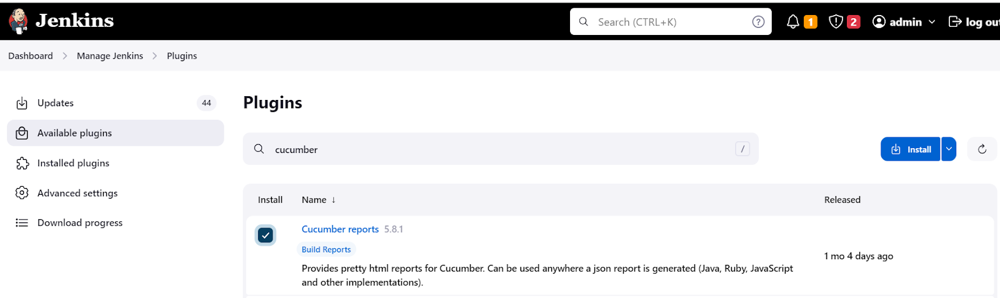 Jenkins
Search (CTRL+K)
?
1
2
admin
log out
Dashboard
Manage Jenkins
Plugins
Updates
44
Available plugins
Installed plugins
Advanced settings
Download progress
Plugins
cucumber
/
Install
Install
Name ↓
Released
Cucumber reports 5.8.1
Build Reports
Provides pretty html reports for Cucumber. Can be used anywhere a json report is generated (Java, Ruby, JavaScript
and other implementations).
1 mo 4 days ago